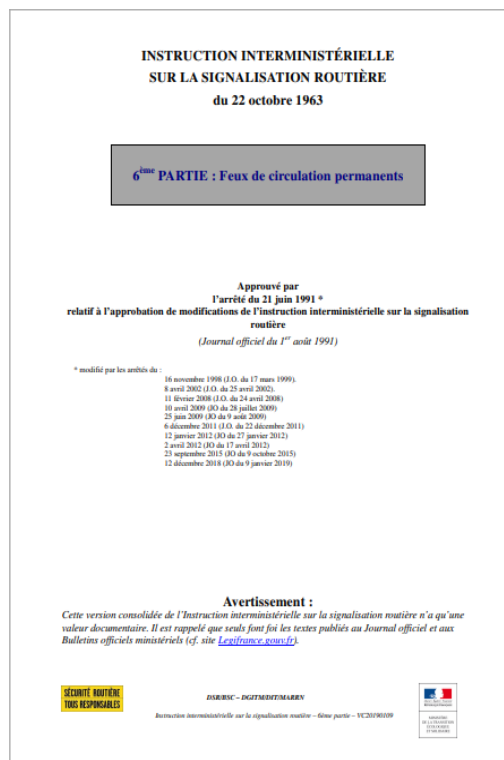 INSTRUCTION INTERMINISTÉRIELLE
SUR LA SIGNALISATION ROUTIÈRE
du 22 octobre 1963
6ème PARTIE : Feux de circulation permanents
Approuvé par
l'arrêté du 21 juin 1991 *
relatif à l'approbation de modifications de l'instruction interministérielle sur la signalisation
routière
(Journal officiel du 1er août 1991)
* modifié par les arrêtés du :
16 novembre 1998 (J.O. du 17 mars 1999).
8 avril 2002 (J.O. du 25 avril 2002).
11 février 2008 (J.O. du 24 avril 2008)
10 avril 2009 (JO du 28 juillet 2009)
25 juin 2009 (JO du 9 août 2009)
6 décembre 2011 (J.O. du 22 décembre 2011)
12 janvier 2012 (JO du 27 janvier 2012)
2 avril 2012 (JO du 17 avril 2012)
23 septembre 2015 (JO du 9 octobre 2015)
12 décembre 2018 (JO du 9 janvier 2019)
Avertissement :
Cette version consolidée de l'Instruction interministérielle sur la signalisation routière n'a qu'une
valeur documentaire. Il est rappelé que seuls font foi les textes publiés au Journal officiel et aux
Bulletins officiels ministériels (cf. site Legifrance.gouv.fr).
SÉCURITÉ ROUTIÈRE
TOUS RESPONSABLES
DSR/BSC – DGITM/DIT/MARRN
Instruction interministérielle sur la signalisation routière – 6ème partie – VC20190109